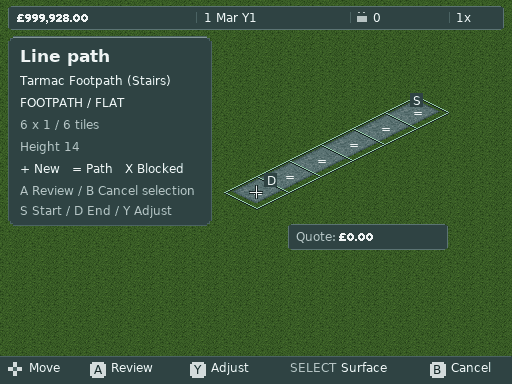 £999,928.00 1 Mar Y1 0 1x
Line path
Tarmac Footpath (Stairs)
FOOTPATH / FLAT
6 x 1 / 6 tiles
Height 14
+ New = Path X Blocked
A Review / B Cancel selection
S Start / D End / Y Adjust
S
=
=
=
=
D
=
Quote: £0.00
Move A Review Y Adjust SELECT Surface B Cancel